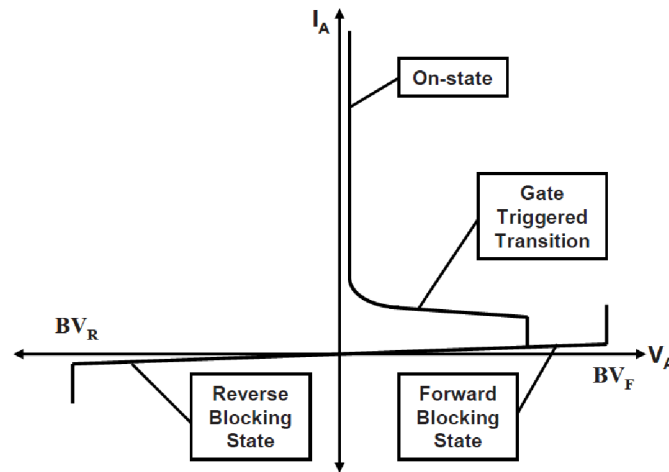 I_A
On-state
Gate
Triggered
Transition
BV_R
V_A
BV_F
Reverse
Blocking
State
Forward
Blocking
State